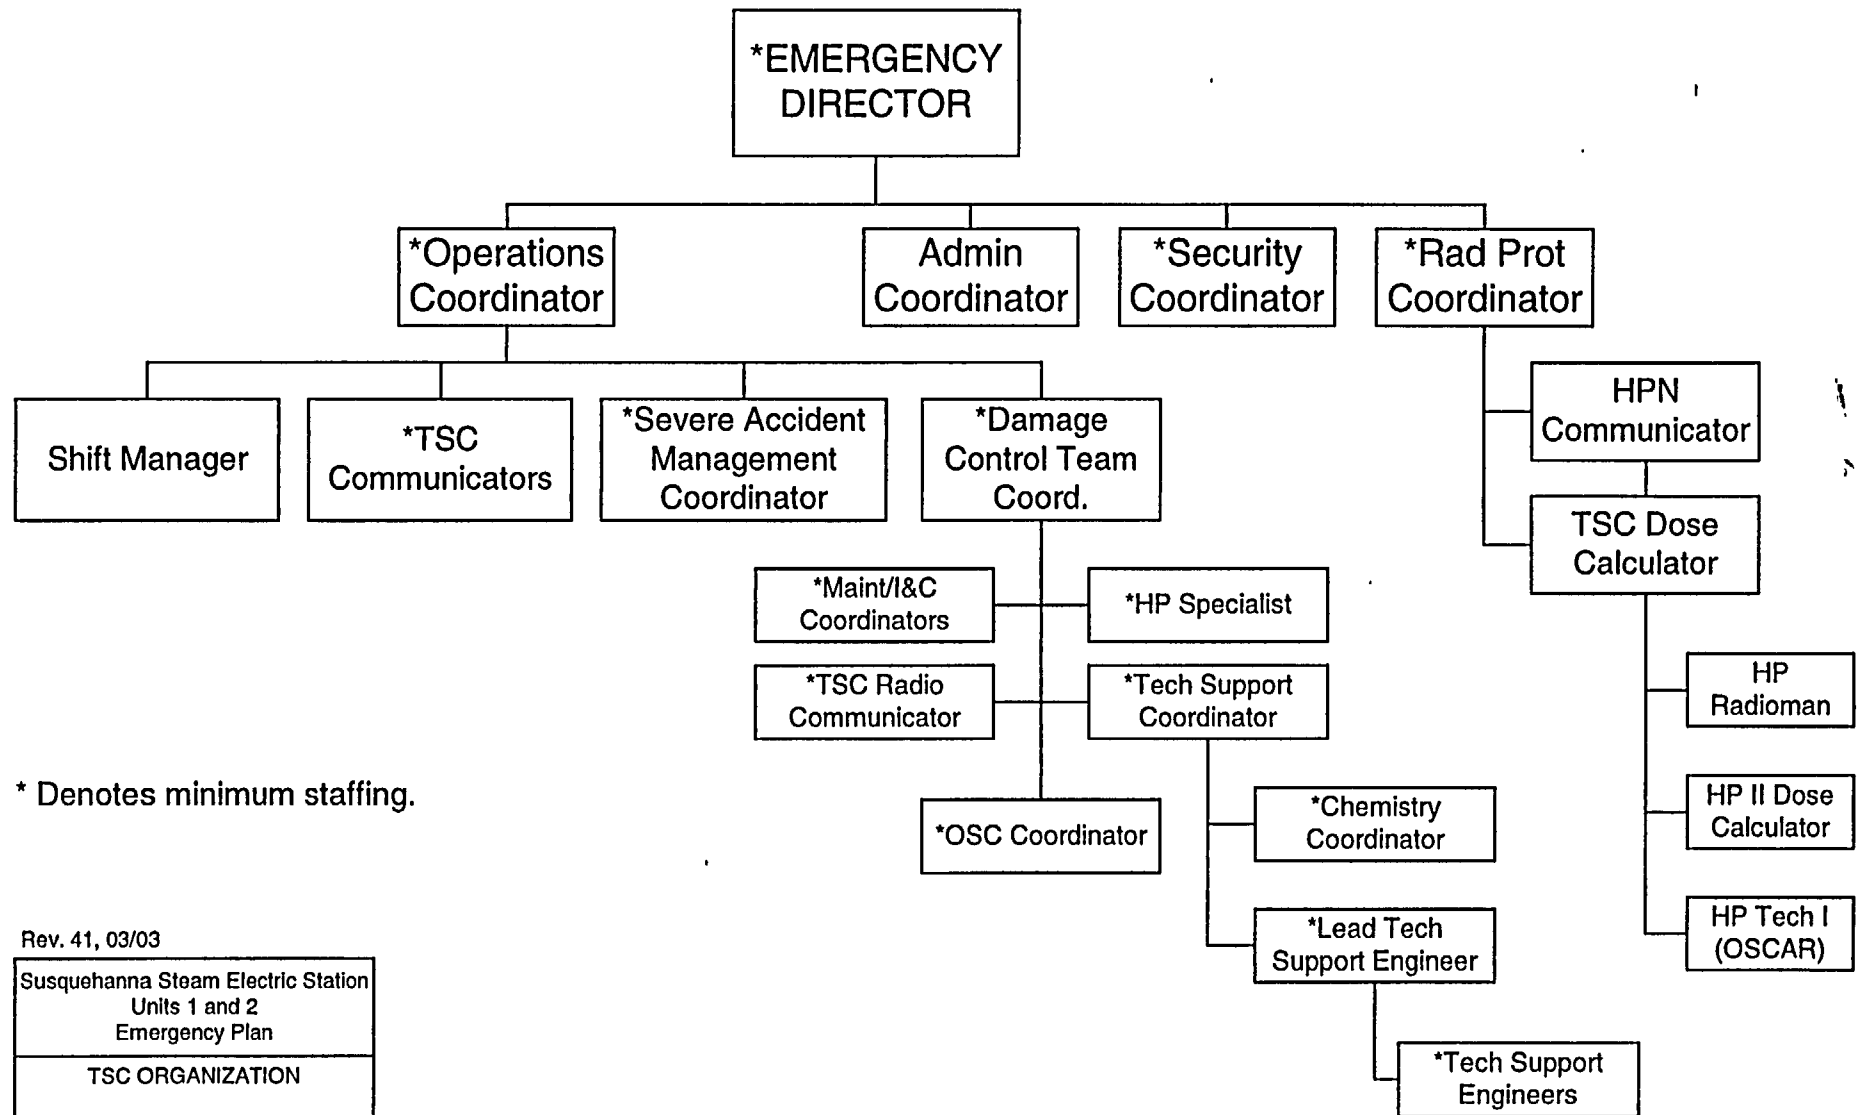 *EMERGENCY
DIRECTOR
*Operations
Coordinator
Admin
Coordinator
*Security
Coordinator
*Rad Prot
Coordinator
Shift Manager
*TSC
Communicators
*Severe Accident
Management
Coordinator
*Damage
Control Team
Coord.
HPN
Communicator
TSC Dose
Calculator
*Maint/I&C
Coordinators
*HP Specialist
*TSC Radio
Communicator
*Tech Support
Coordinator
HP
Radioman
* Denotes minimum staffing.
*OSC Coordinator
*Chemistry
Coordinator
HP II Dose
Calculator
*Lead Tech
Support Engineer
HP Tech I
(OSCAR)
*Tech Support
Engineers
Rev. 41, 03/03
Susquehanna Steam Electric Station
Units 1 and 2
Emergency Plan
TSC ORGANIZATION